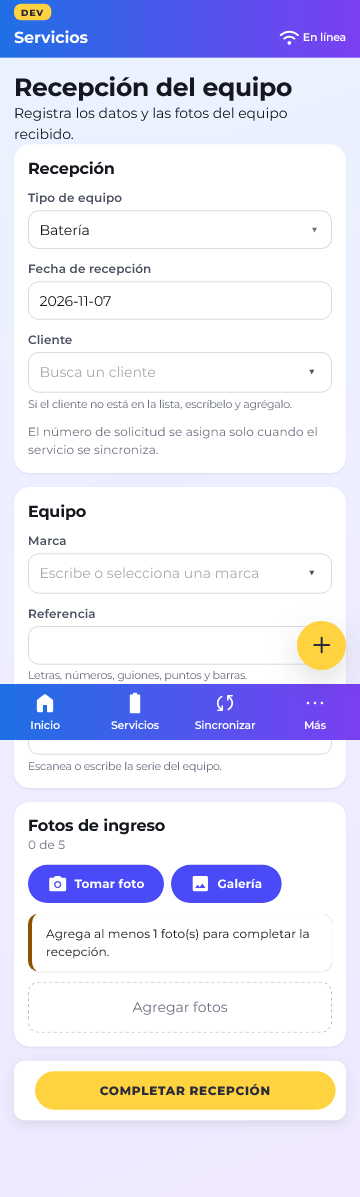 DEV
Servicios
En línea
Recepción del equipo
Registra los datos y las fotos del equipo
recibido.
Recepción
Tipo de equipo
Batería
Fecha de recepción
2026-11-07
Cliente
Busca un cliente
Si el cliente no está en la lista, escríbelo y agrégalo.
El número de solicitud se asigna solo cuando el
servicio se sincroniza.
Equipo
Marca
Escribe o selecciona una marca
Referencia
Letras, números, guiones, puntos y barras.
Inicio
Servicios
Sincronizar
Más
Escanea o escribe la serie del equipo.
Fotos de ingreso
0 de 5
Tomar foto
Galería
Agrega al menos 1 foto(s) para completar la
recepción.
Agregar fotos
COMPLETAR RECEPCIÓN